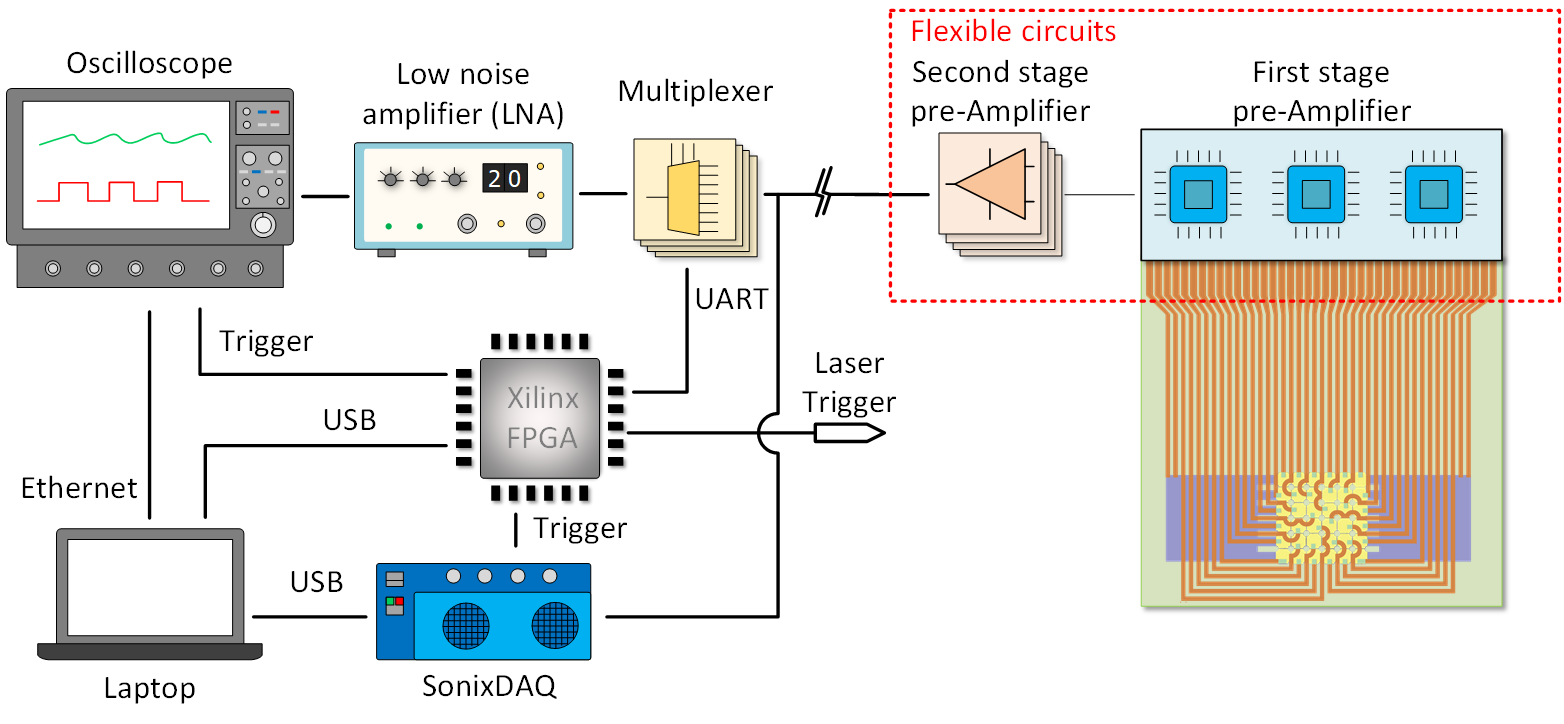 Flexible circuits
Oscilloscope
Low noise
amplifier (LNA)
Multiplexer
Second stage
pre-Amplifier
First stage
pre-Amplifier
20
UART
Trigger
Laser
Trigger
Xilinx
FPGA
USB
Ethernet
Trigger
USB
Laptop
SonixDAQ